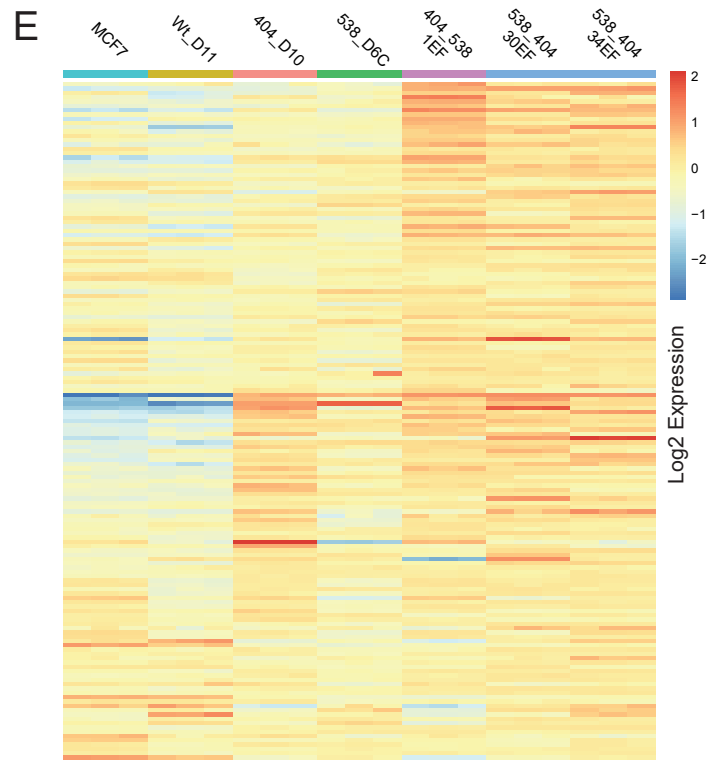 E
MCF7
Wt_D11
404_D10
538_D6C
404_538
1EF
538_404
30EF
538_404
34EF
2
1
0
−1
−2
Log2 Expression